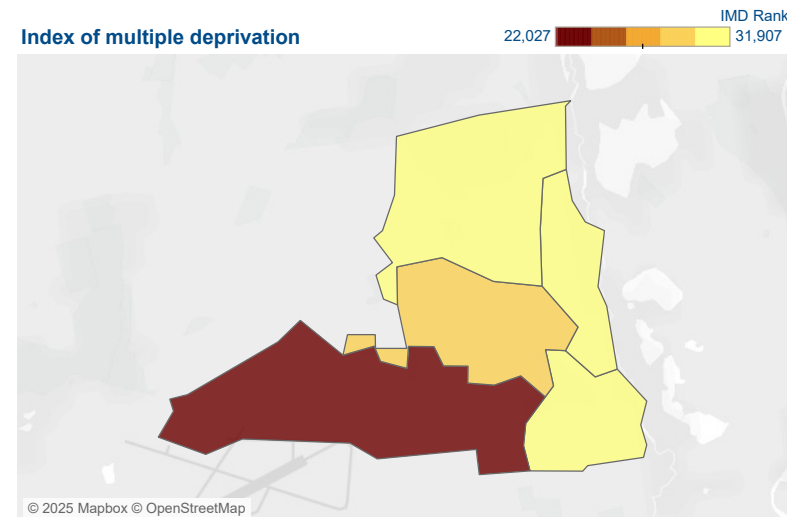 IMD Rank
Index of multiple deprivation
22,027
31,907
© 2025 Mapbox © OpenStreetMap